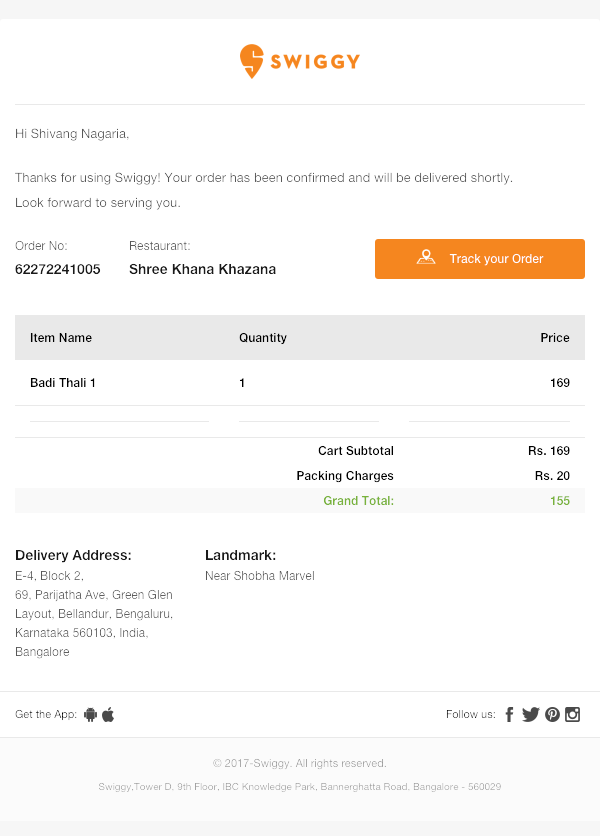 SWIGGY
Hi Shivang Nagaria,
Thanks for using Swiggy! Your order has been confirmed and will be delivered shortly.
Look forward to serving you.
Order No: Restaurant:
62272241005 Shree Khana Khazana
Track your Order
Item Name Quantity Price
Badi Thali 1 1 169
Cart Subtotal Rs. 169
Packing Charges Rs. 20
Grand Total: 155
Delivery Address: Landmark:
E-4, Block 2, Near Shobha Marvel
69, Parijatha Ave, Green Glen
Layout, Bellandur, Bengaluru,
Karnataka 560103, India,
Bangalore
Get the App: Follow us:
© 2017-Swiggy. All rights reserved.
Swiggy,Tower D, 9th Floor, IBC Knowledge Park, Bannerghatta Road, Bangalore - 560029